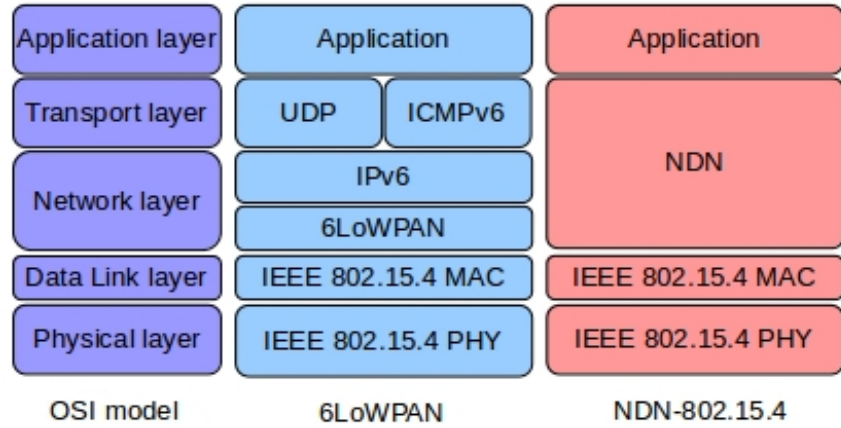 Application layer
Application
Application
Transport layer
UDP
ICMPv6
NDN
Network layer
IPv6
6LoWPAN
Data Link layer
IEEE 802.15.4 MAC
IEEE 802.15.4 MAC
Physical layer
IEEE 802.15.4 PHY
IEEE 802.15.4 PHY
OSI model
6LoWPAN
NDN-802.15.4